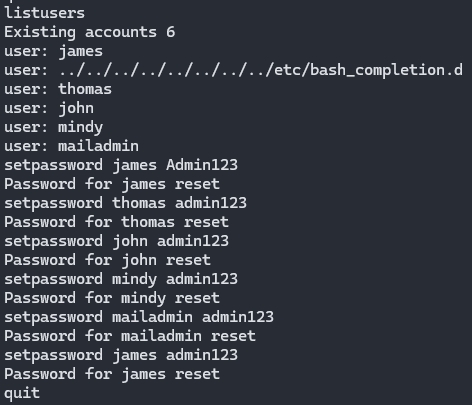 listusers
Existing accounts 6
user: james
user: ../../../../../../../../etc/bash_completion.d
user: thomas
user: john
user: mindy
user: mailadmin
setpassword james Admin123
Password for james reset
setpassword thomas admin123
Password for thomas reset
setpassword john admin123
Password for john reset
setpassword mindy admin123
Password for mindy reset
setpassword mailadmin admin123
Password for mailadmin reset
setpassword james admin123
Password for james reset
quit